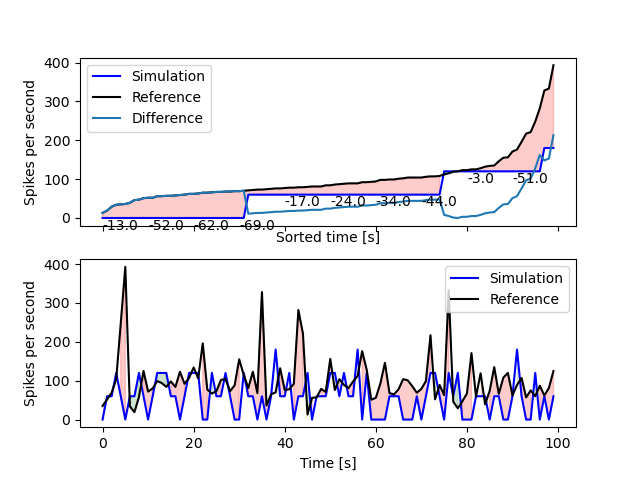 400
300
200
100
0
Spikes per second
Simulation
Reference
Difference
-13.0 -52.0 -62.0 -69.0 -17.0 -24.0 -34.0 -44.0 -3.0 -51.0
Sorted time [s]
400
300
200
100
0
Spikes per second
Simulation
Reference
0 20 40 60 80 100
Time [s]